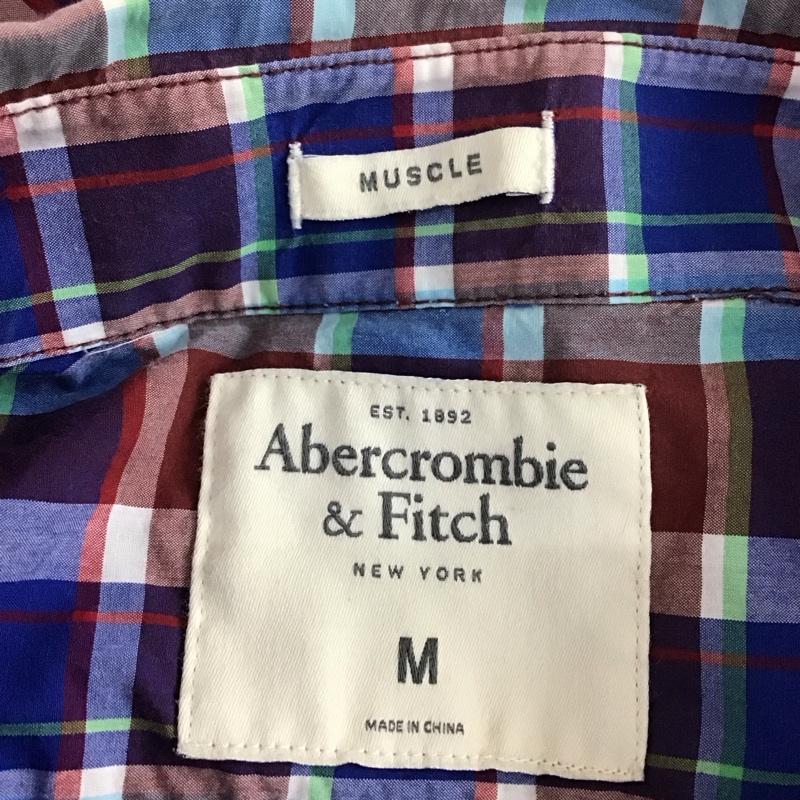 MUSCLE
EST. 1892
Abercrombie
& Fitch
NEW YORK
M
MADE IN CHINA